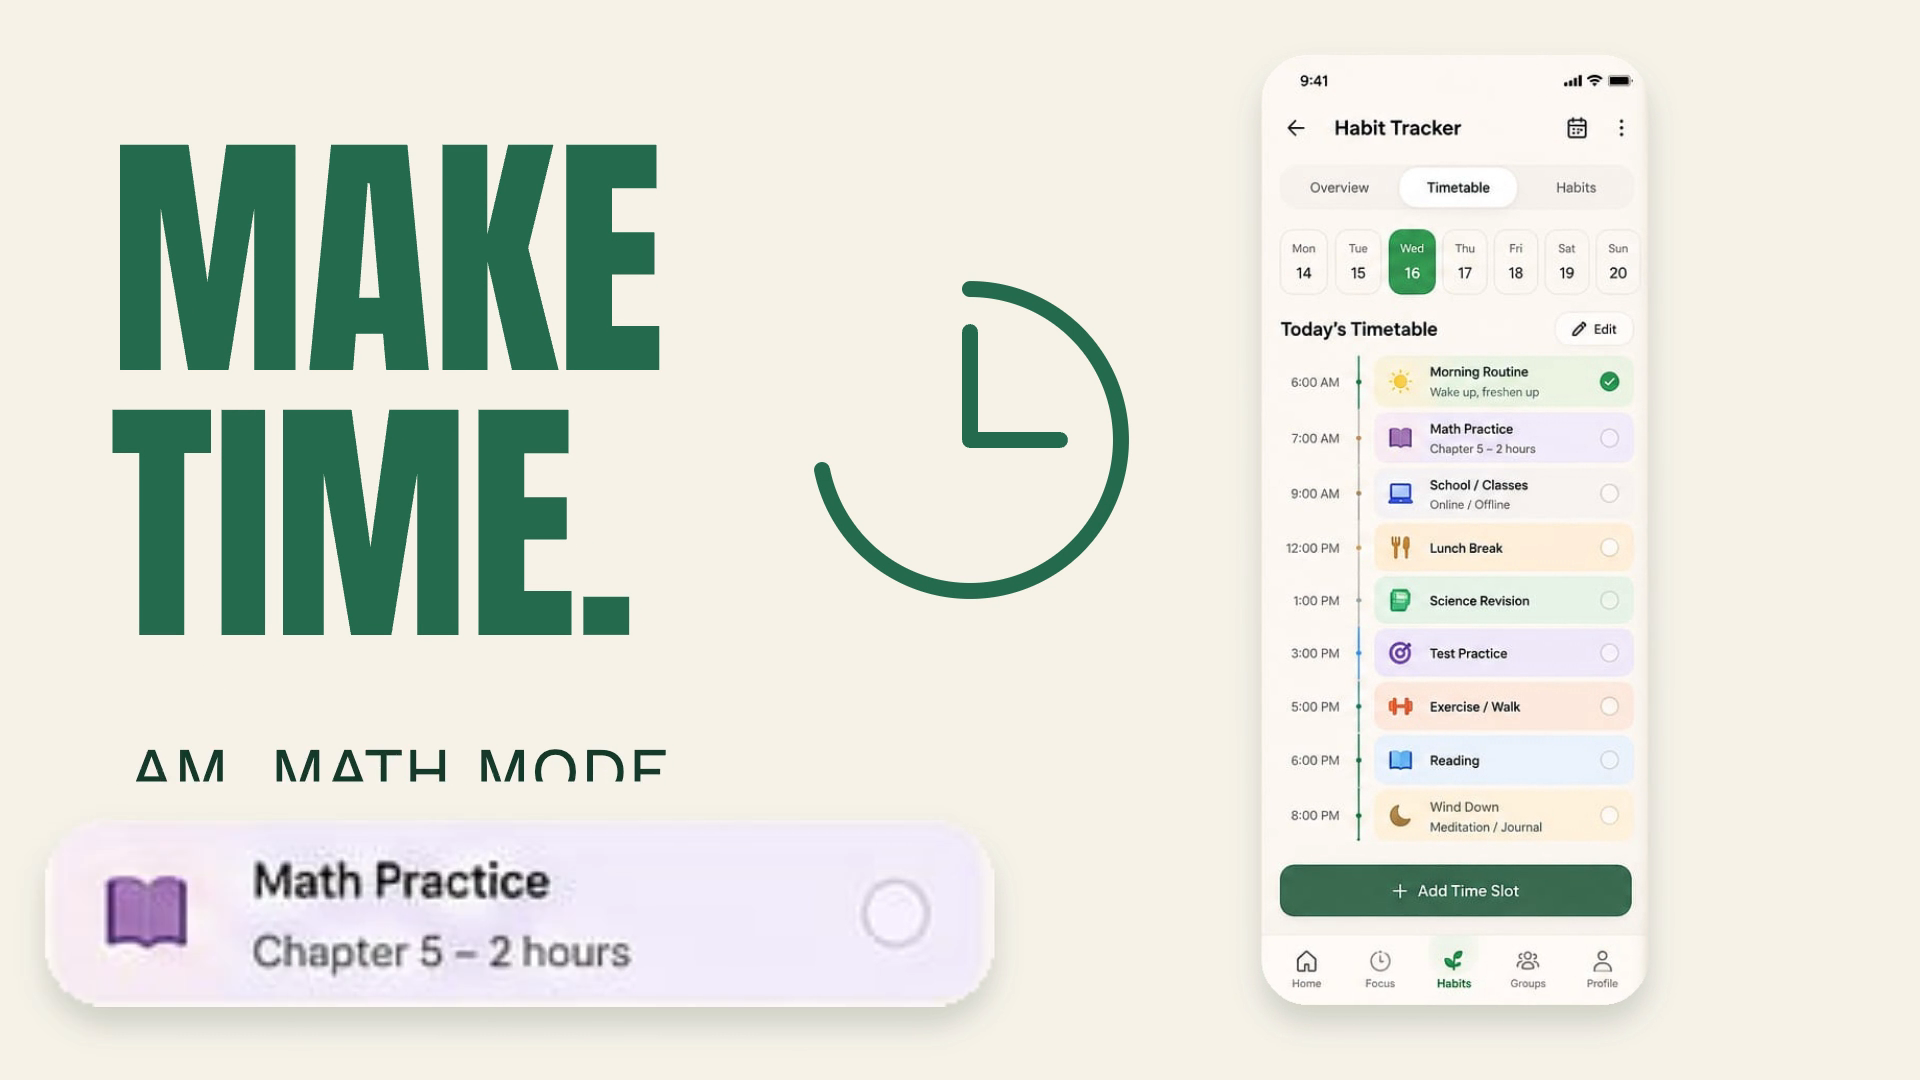 MAKE
TIME.
AM MATH MODE
Math Practice
Chapter 5 – 2 hours
9:41
Habit Tracker
Overview Timetable Habits
Mon Tue Wed Thu Fri Sat Sun
14 15 16 17 18 19 20
Today's Timetable Edit
6:00 AM Morning Routine
Wake up, freshen up
7:00 AM Math Practice
Chapter 5 – 2 hours
9:00 AM School / Classes
Online / Offline
12:00 PM Lunch Break
1:00 PM Science Revision
3:00 PM Test Practice
5:00 PM Exercise / Walk
6:00 PM Reading
8:00 PM Wind Down
Meditation / Journal
+ Add Time Slot
Home Focus Habits Groups Profile